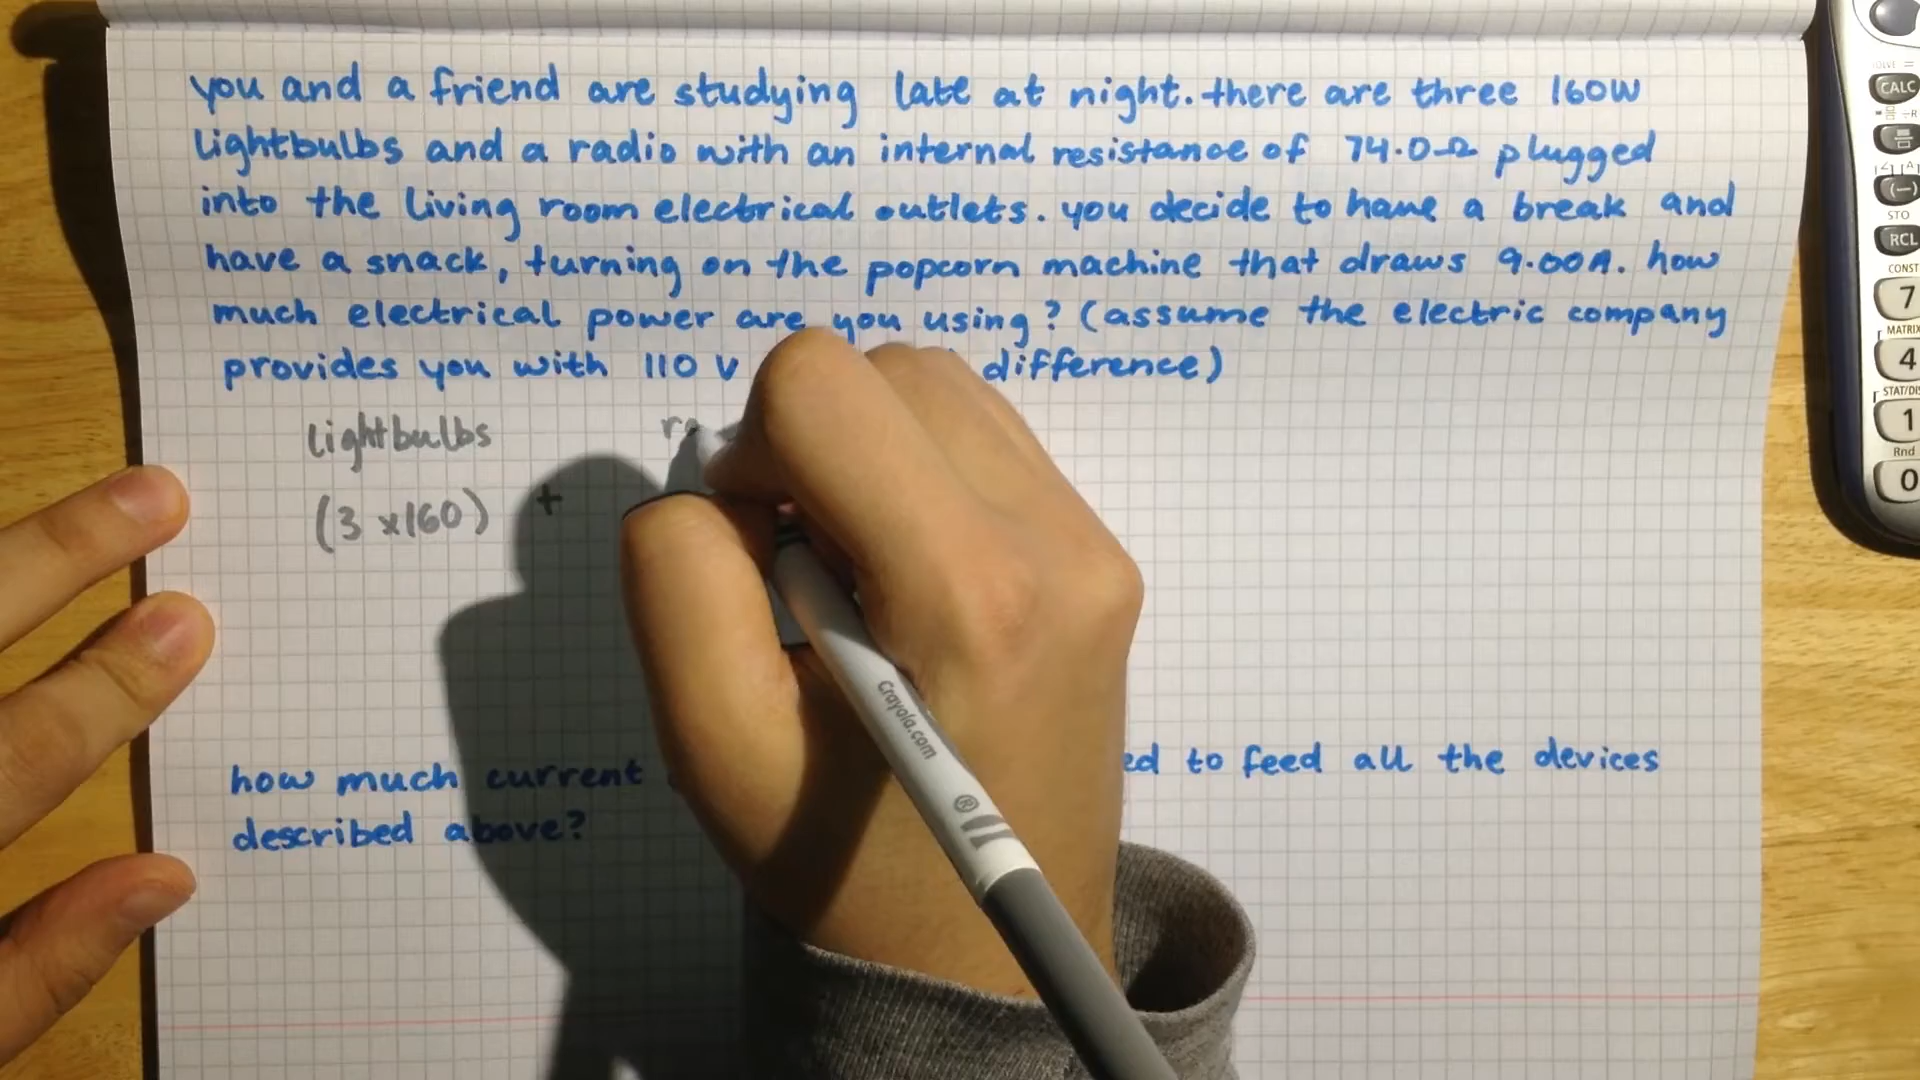 you and a friend are studying late at night. there are three 160W
lightbulbs and a radio with an internal resistance of 74.0Ω plugged
into the living room electrical outlets. you decide to have a break and
have a snack, turning on the popcorn machine that draws 9.00A. how
much electrical power are you using? (assume the electric company
provides you with 110 V difference)
lightbulbs
(3 x160) +
how much current to feed all the devices
described above?
Crayola.com
®
CALC
STO
RCL
CONST
7
MATRIX
4
1
Rnd
0